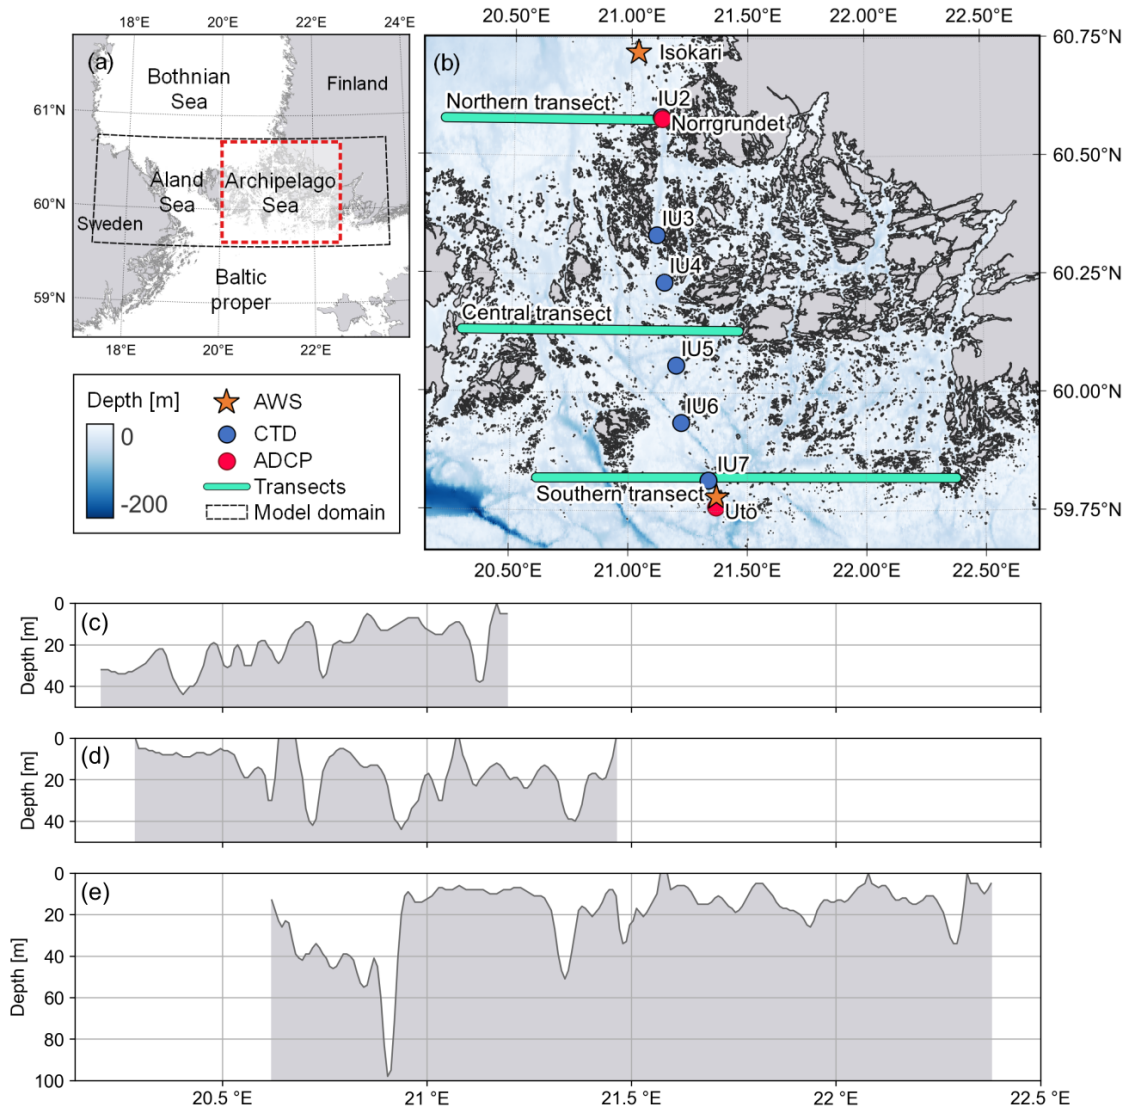 18°E 20°E 22°E 24°E
(a)
Bothnian
Sea
Finland
61°N
Åland
Sea
Archipelago
Sea
60°N
Sweden
Baltic
proper
59°N
18°E 20°E 22°E
Depth [m]
0
-200
AWS
CTD
ADCP
Transects
Model domain
20.50°E 21.00°E 21.50°E 22.00°E 22.50°E
60.75°N
(b)
Isokari
IU2
Northern transect
Norrgrundet
60.50°N
IU3
IU4
60.25°N
Central transect
IU5
60.00°N
IU6
IU7
Southern transect
Utö
59.75°N
20.50°E 21.00°E 21.50°E 22.00°E 22.50°E
(c)
Depth [m]
0
20
40
(d)
Depth [m]
0
20
40
(e)
Depth [m]
0
20
40
60
80
100
20.5 °E 21 °E 21.5 °E 22 °E 22.5 °E